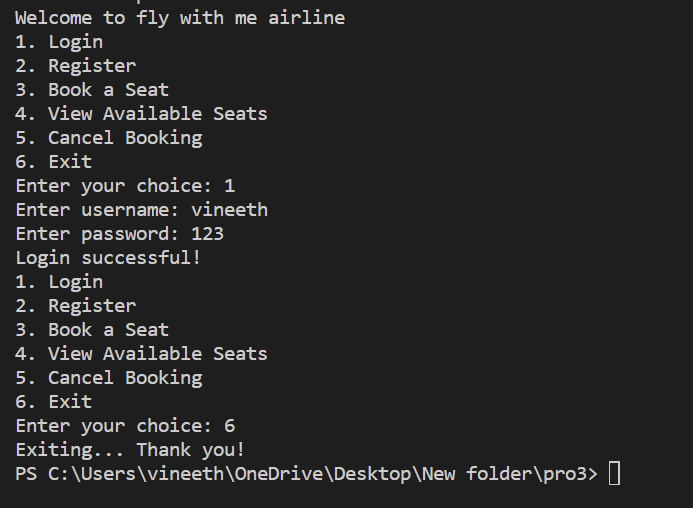 Welcome to fly with me airline
1. Login
2. Register
3. Book a Seat
4. View Available Seats
5. Cancel Booking
6. Exit
Enter your choice: 1
Enter username: vineeth
Enter password: 123
Login successful!
1. Login
2. Register
3. Book a Seat
4. View Available Seats
5. Cancel Booking
6. Exit
Enter your choice: 6
Exiting... Thank you!
PS C:\Users\vineeth\OneDrive\Desktop\New folder\pro3>